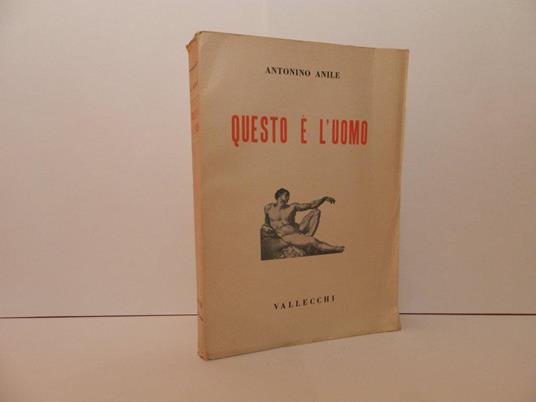 ANTONINO ANILE
QUESTO È L'UOMO
VALLECCHI